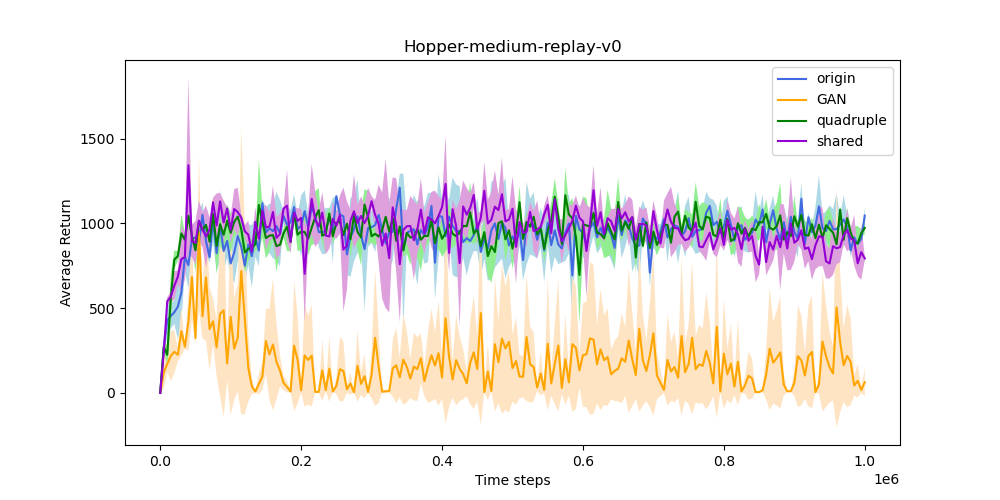 Hopper-medium-replay-v0
origin
GAN
quadruple
shared
1500
1000
500
0
Average Return
0.0 0.2 0.4 0.6 0.8 1.0
1e6
Time steps